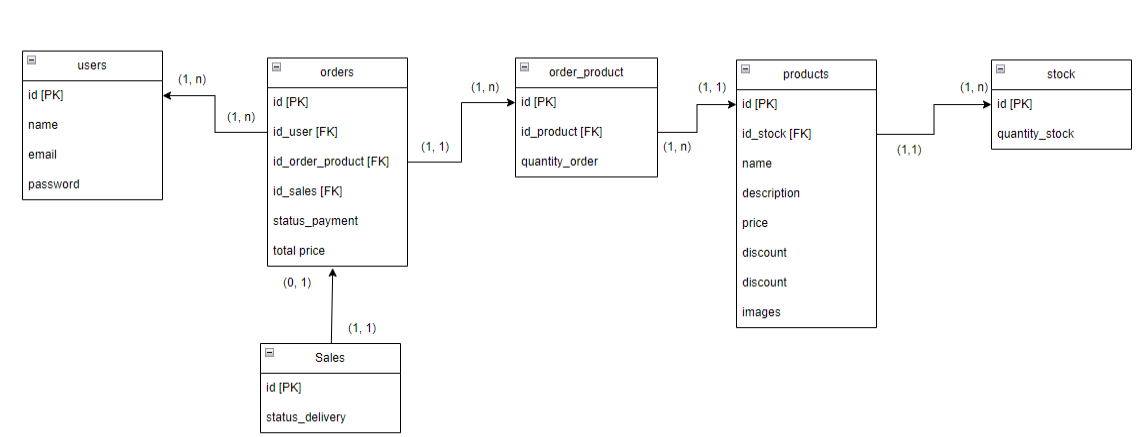 users
id [PK]
name
email
password
(1, n)
(1, n)
orders
id [PK]
id_user [FK]
id_order_product [FK]
id_sales [FK]
status_payment
total price
(0, 1)
(1, 1)
Sales
id [PK]
status_delivery
(1, 1)
(1, n)
order_product
id [PK]
id_product [FK]
quantity_order
(1, n)
(1, 1)
products
id [PK]
id_stock [FK]
name
description
price
discount
discount
images
(1,1)
(1, n)
stock
id [PK]
quantity_stock